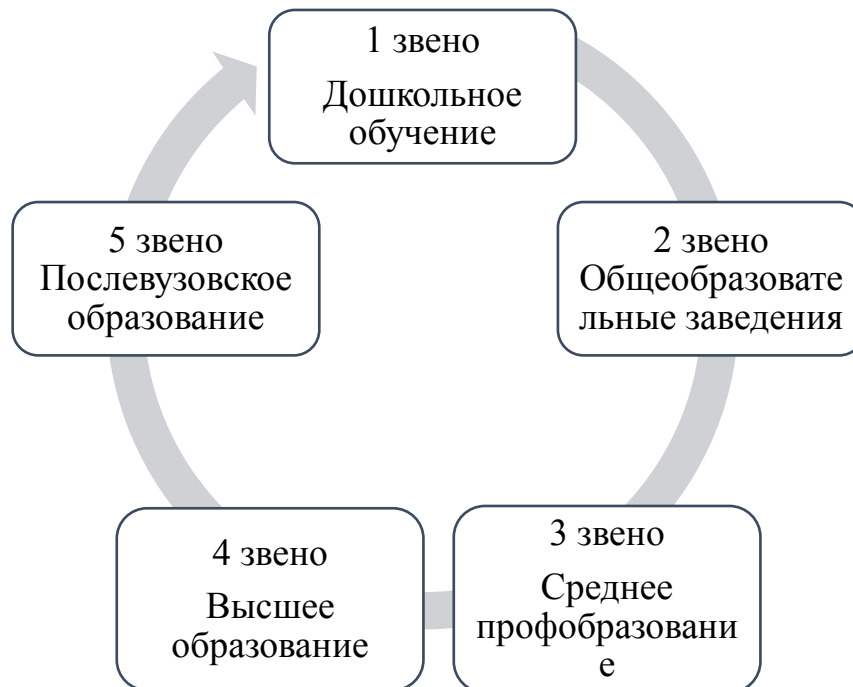 1 звено
Дошкольное
обучение
2 звено
Общеобразовате
льные заведения
3 звено
Среднее
профобразовани
е
4 звено
Высшее
образование
5 звено
Послевузовское
образование